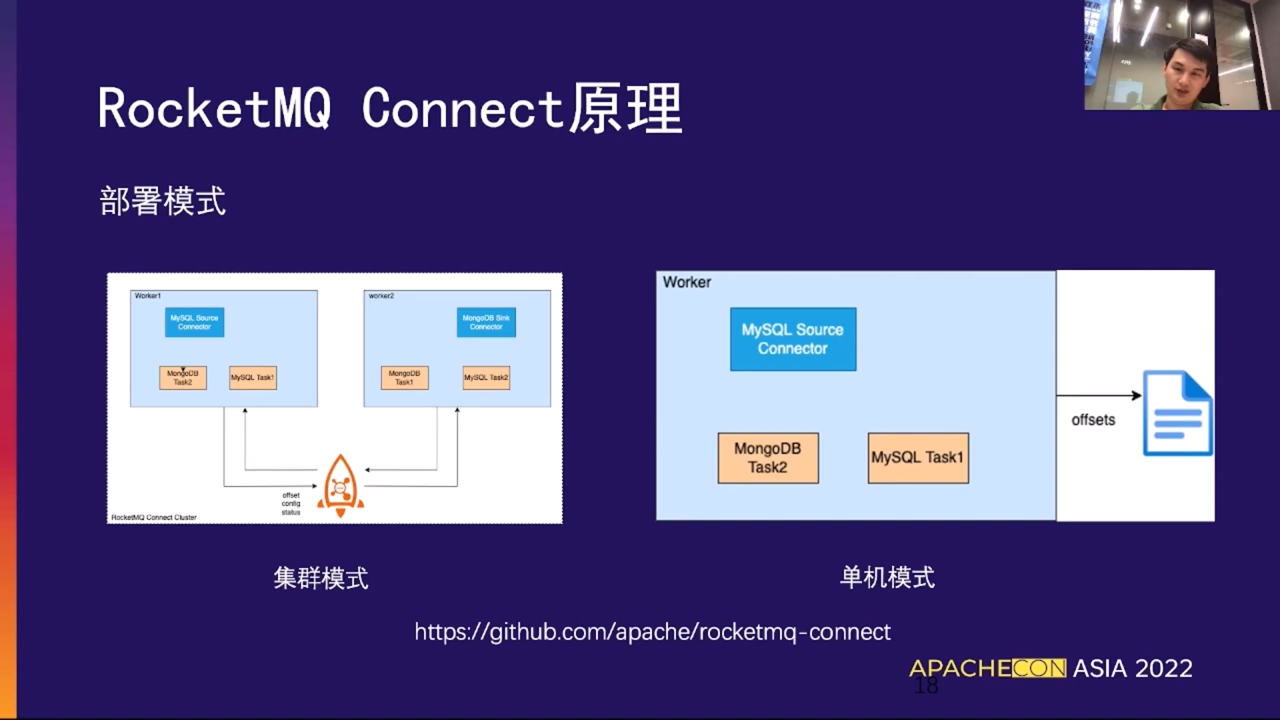 RocketMQ Connect原理
部署模式
Worker1
MySQL Source
Connector
MongoDB
Task2
MySQL Task1
worker2
MongoDB Sink
Connector
MongoDB
Task1
MySQL Task2
offset
config
status
RocketMQ Connect Cluster
集群模式
Worker
MySQL Source
Connector
MongoDB
Task2
MySQL Task1
offsets
单机模式
https://github.com/apache/rocketmq-connect
APACHECON ASIA 2022
18